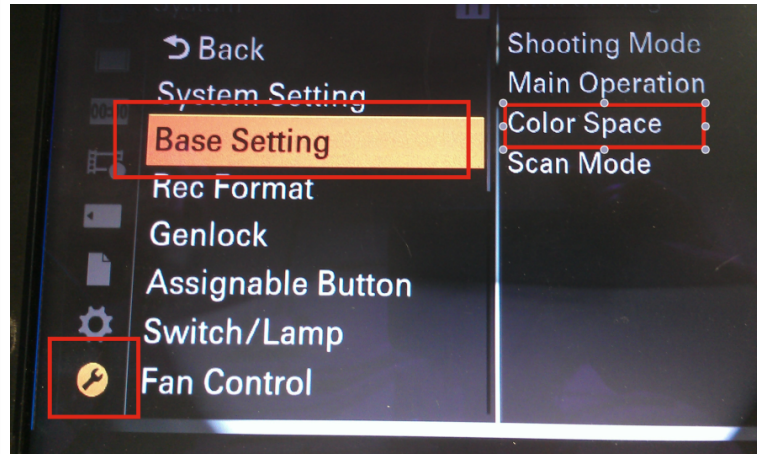 Back
System Setting
Base Setting
Rec Format
Genlock
Assignable Button
Switch/Lamp
Fan Control
Shooting Mode
Main Operation
Color Space
Scan Mode